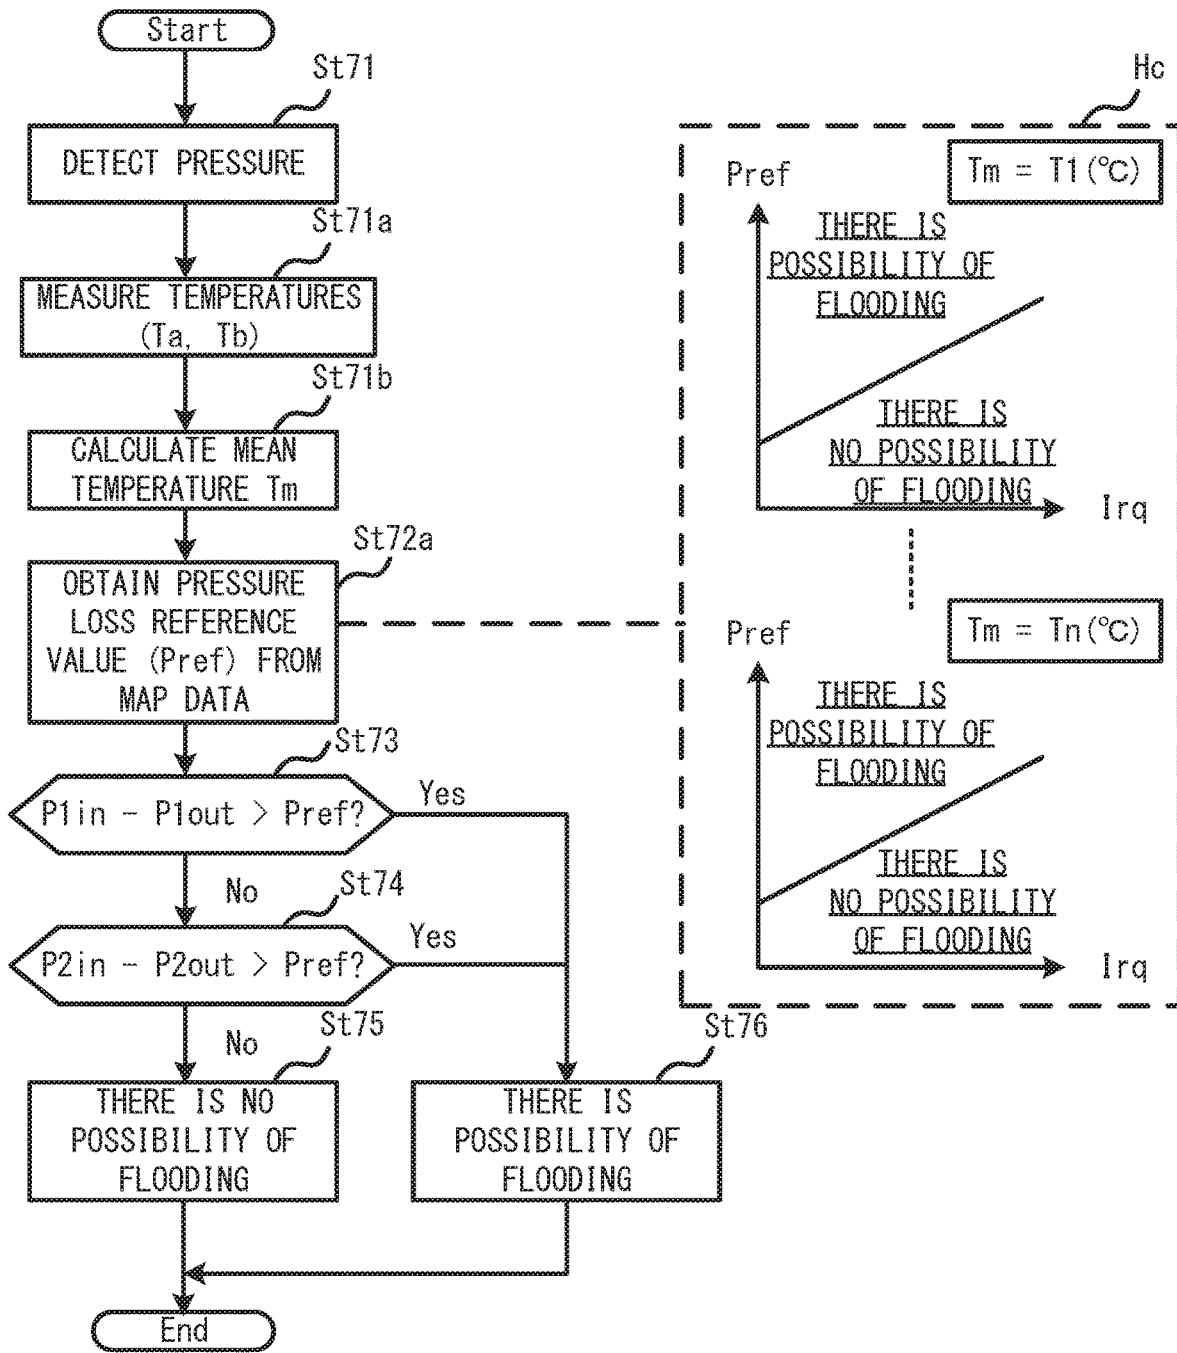 Start
St71
DETECT PRESSURE
St71a
MEASURE TEMPERATURES
(Ta, Tb)
St71b
CALCULATE MEAN
TEMPERATURE Tm
St72a
OBTAIN PRESSURE
LOSS REFERENCE
VALUE (Pref) FROM
MAP DATA
St73
P1in - P1out > Pref?
Yes
No
St74
P2in - P2out > Pref?
Yes
No
St75
THERE IS NO
POSSIBILITY OF
FLOODING
St76
THERE IS
POSSIBILITY OF
FLOODING
End
Hc
Tm = T1(°C)
Pref
THERE IS
POSSIBILITY OF
FLOODING
THERE IS
NO POSSIBILITY
OF FLOODING
Irq
Tm = Tn(°C)
Pref
THERE IS
POSSIBILITY OF
FLOODING
THERE IS
NO POSSIBILITY
OF FLOODING
Irq